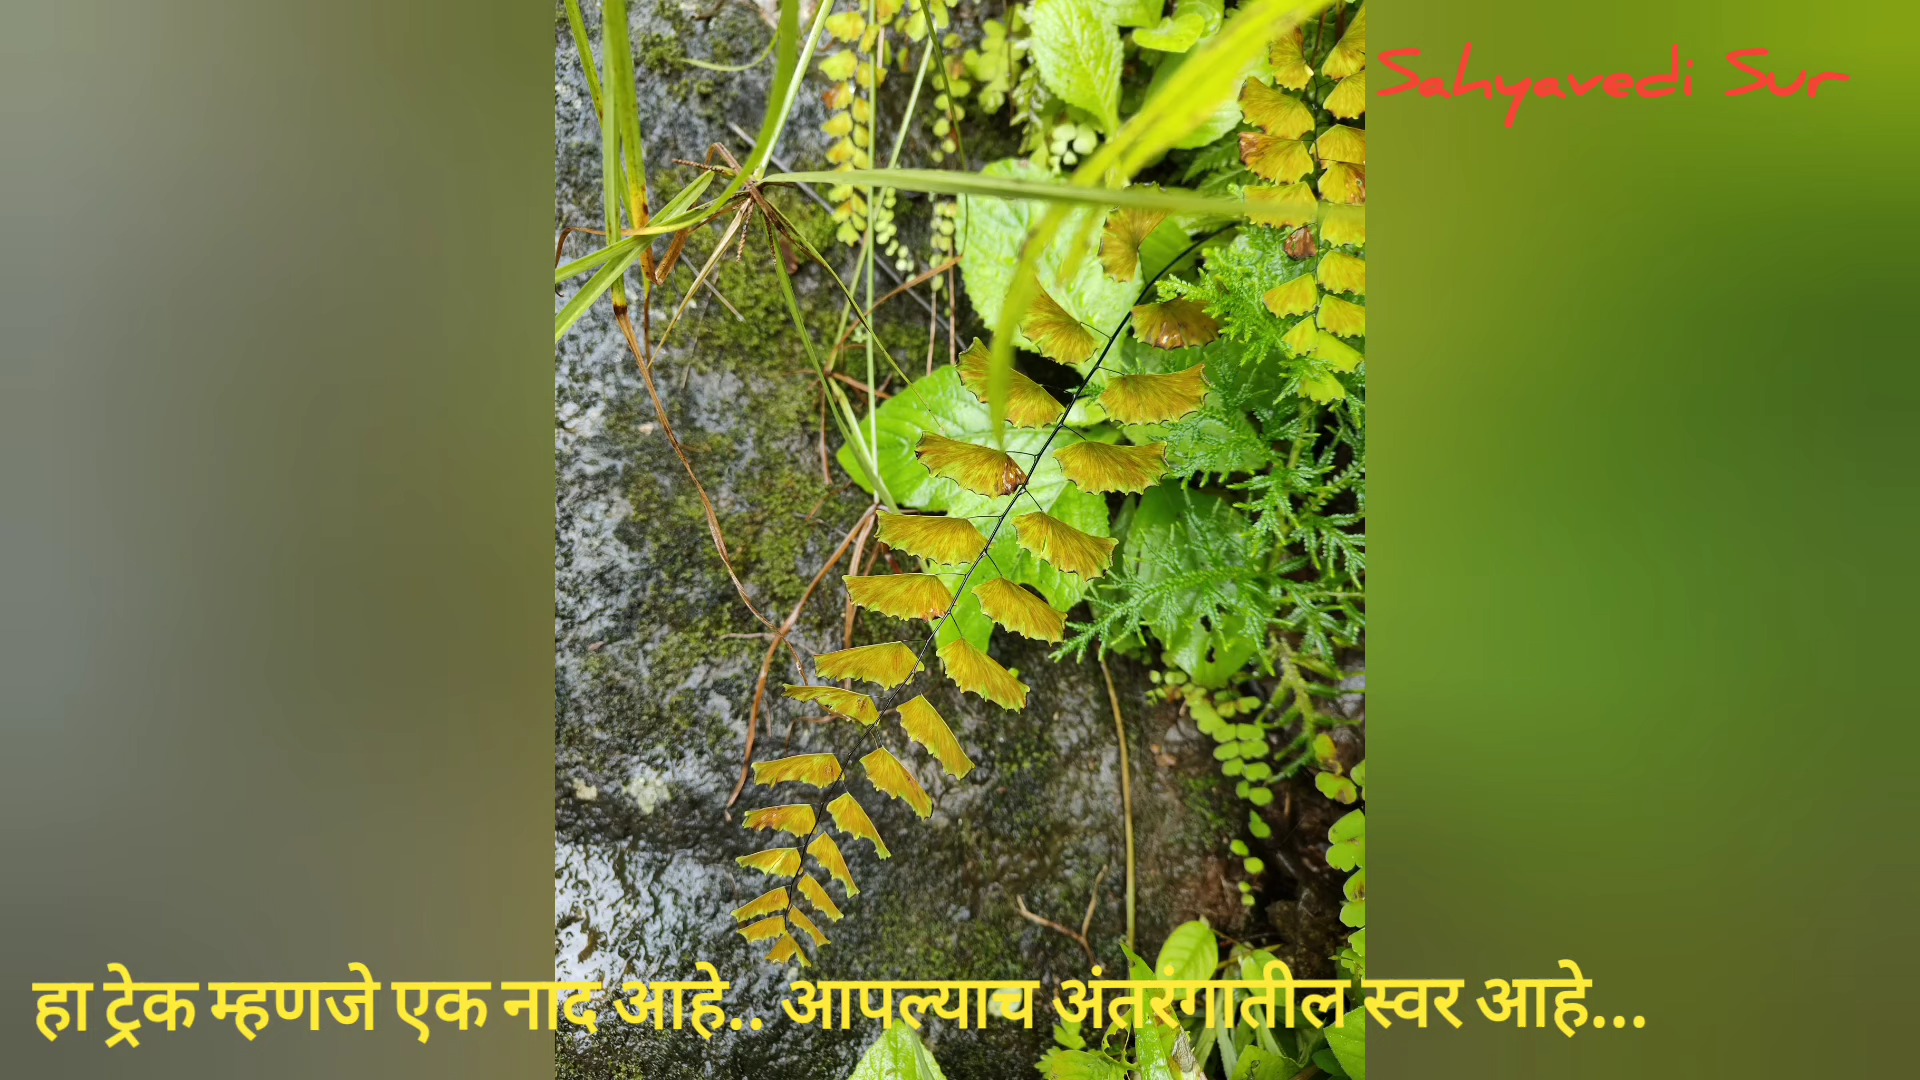 Sahyavedi Sur
हा ट्रेक म्हणजे एक नाद आहे.. आपल्याच अंतरंगातील स्वर आहे...